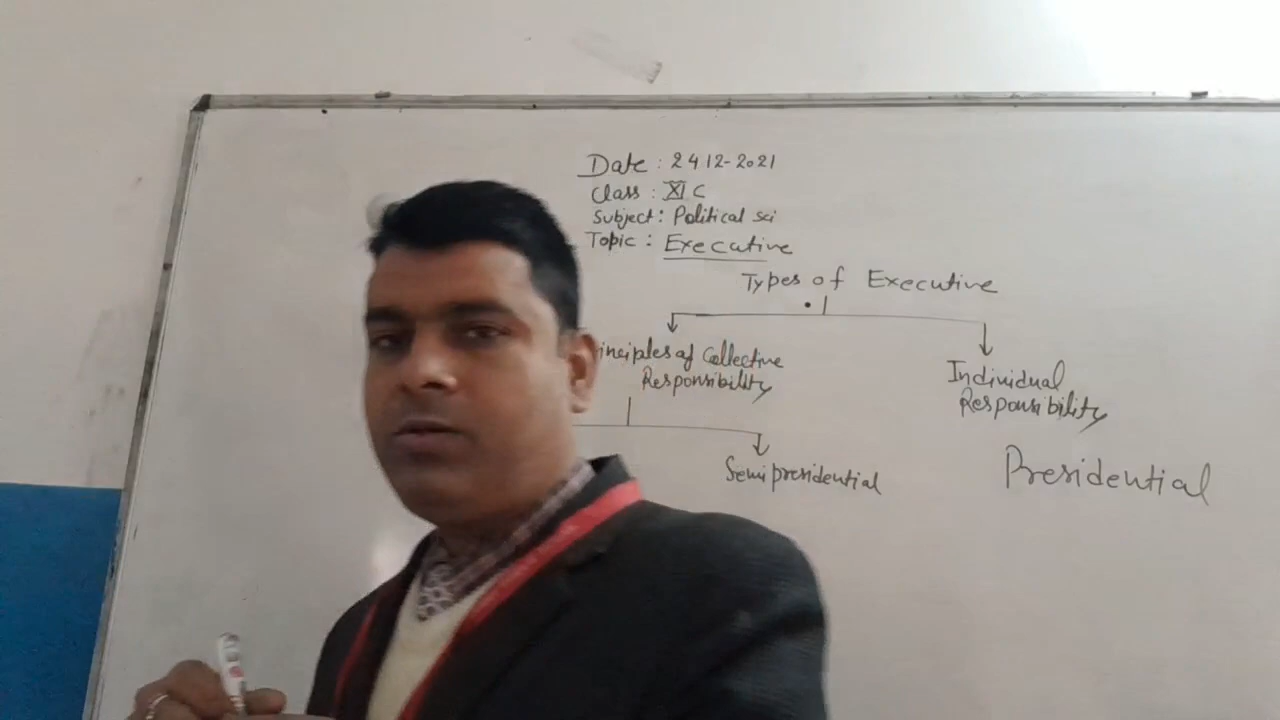 Date : 24 12-2021
Class : XI C
Subject : Political sci
Topic : Executive
Types of Executive
inciples of Collective
Responsibility
Individual
Responsibility
Semi presidential
Presidential